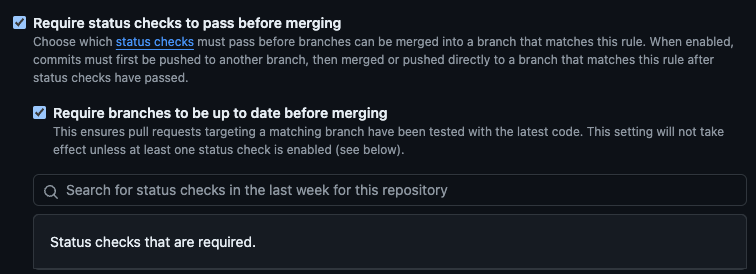 Require status checks to pass before merging
Choose which status checks must pass before branches can be merged into a branch that matches this rule. When enabled,
commits must first be pushed to another branch, then merged or pushed directly to a branch that matches this rule after
status checks have passed.
Require branches to be up to date before merging
This ensures pull requests targeting a matching branch have been tested with the latest code. This setting will not take
effect unless at least one status check is enabled (see below).
Search for status checks in the last week for this repository
Status checks that are required.